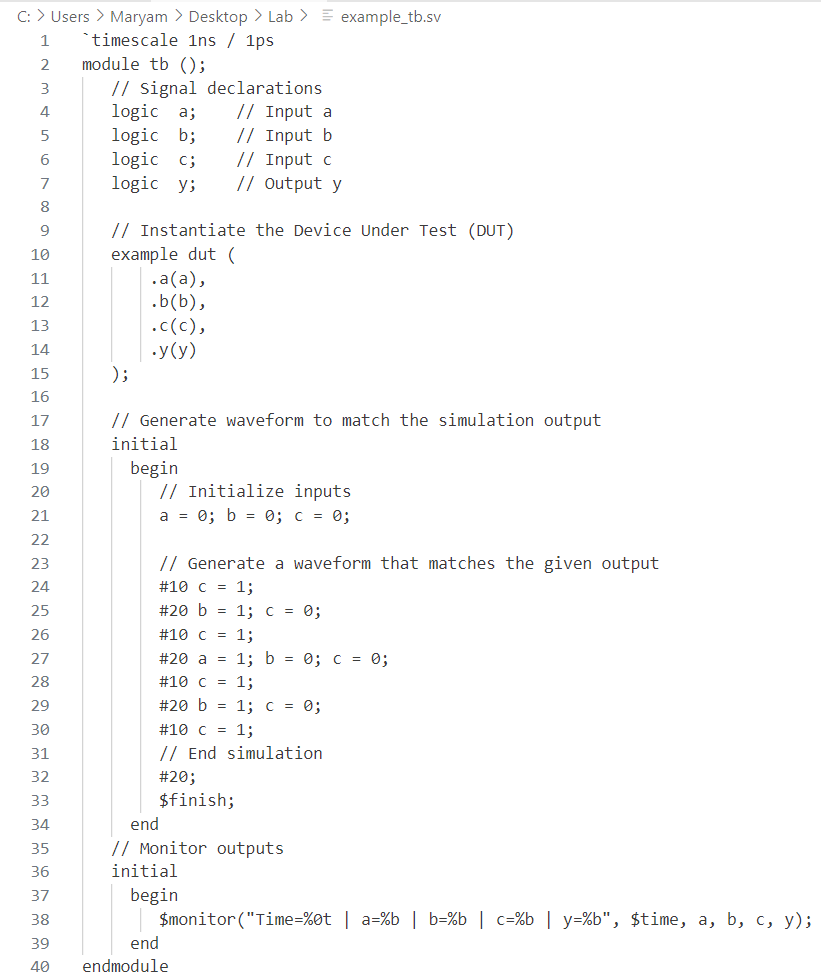 C: > Users > Maryam > Desktop > Lab > example_tb.sv
1 `timescale 1ns / 1ps
2 module tb ();
3 // Signal declarations
4 logic a; // Input a
5 logic b; // Input b
6 logic c; // Input c
7 logic y; // Output y
8
9 // Instantiate the Device Under Test (DUT)
10 example dut (
11 .a(a),
12 .b(b),
13 .c(c),
14 .y(y)
15 );
16
17 // Generate waveform to match the simulation output
18 initial
19 begin
20 // Initialize inputs
21 a = 0; b = 0; c = 0;
22
23 // Generate a waveform that matches the given output
24 #10 c = 1;
25 #20 b = 1; c = 0;
26 #10 c = 1;
27 #20 a = 1; b = 0; c = 0;
28 #10 c = 1;
29 #20 b = 1; c = 0;
30 #10 c = 1;
31 // End simulation
32 #20;
33 $finish;
34 end
35 // Monitor outputs
36 initial
37 begin
38 $monitor("Time=%0t | a=%b | b=%b | c=%b | y=%b", $time, a, b, c, y);
39 end
40 endmodule